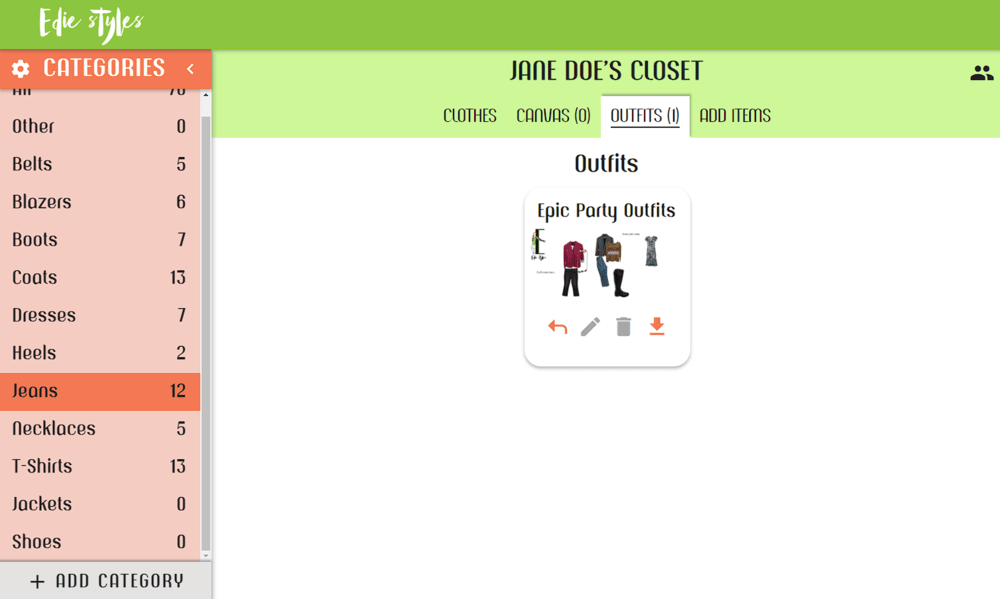 Edie styles
CATEGORIES
JANE DOE'S CLOSET
CLOTHES CANVAS (0) OUTFITS (1) ADD ITEMS
Other 0
Belts 5
Blazers 6
Boots 7
Coats 13
Dresses 7
Heels 2
Jeans 12
Necklaces 5
T-Shirts 13
Jackets 0
Shoes 0
+ ADD CATEGORY
Outfits
Epic Party Outfits